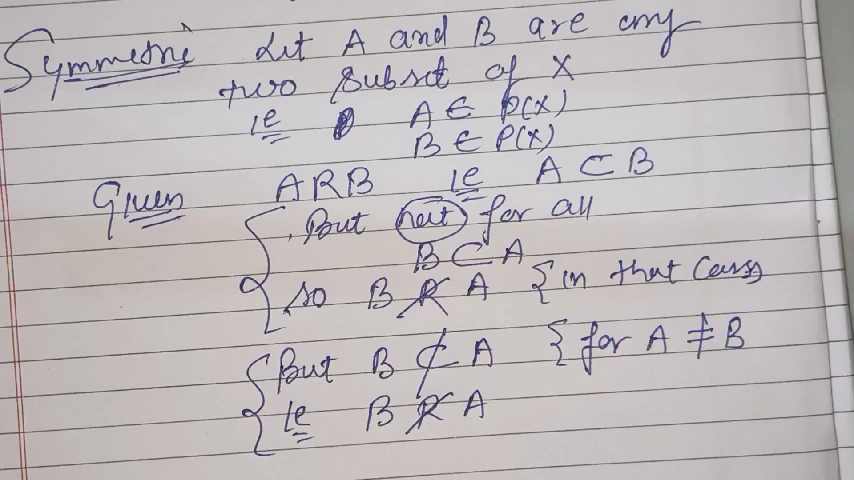 Symmetric Let A and B are any
two subset of X
ie A ∈ P(X)
B ∈ P(X)
Given ARB ie A ⊂ B
But not for all
B ⊂ A
so B R̸ A {in that case
But B ⊄ A {for A ≠ B
ie B R̸ A